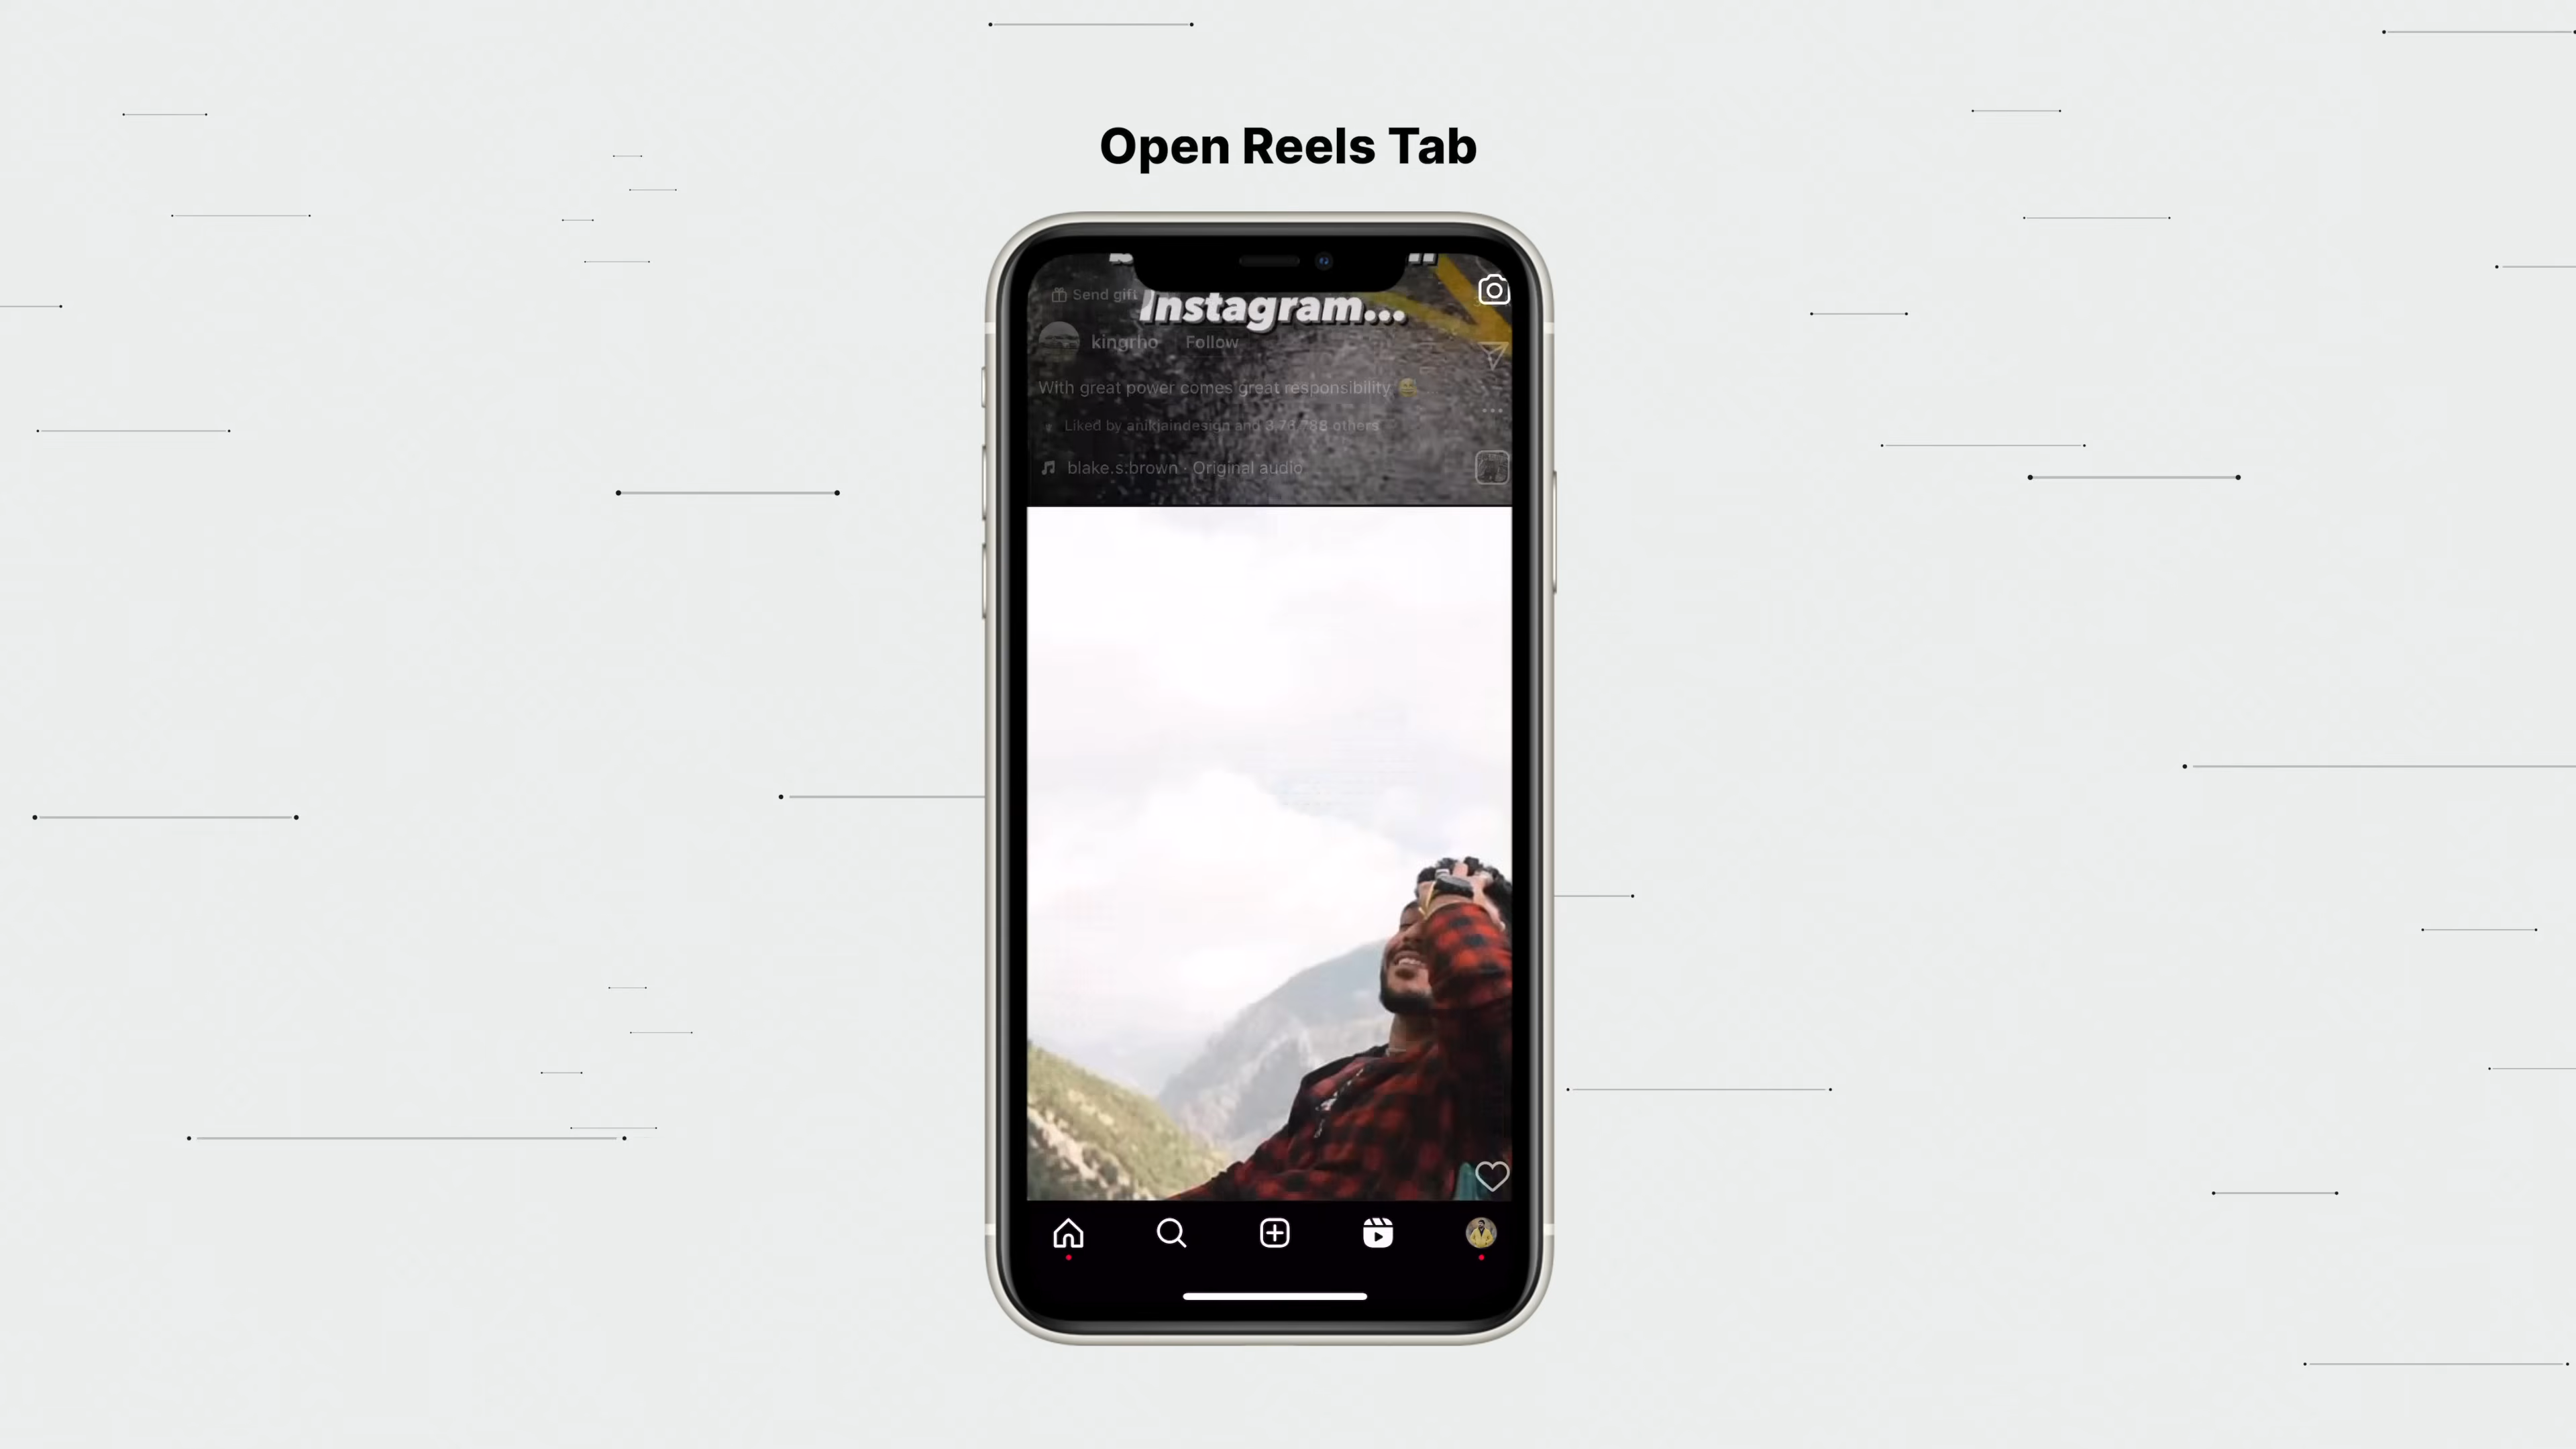 Open Reels Tab
Send gift
Instagram...
kingrho Follow
With great power comes great responsibility 😅
Liked by anikjaindesign and 3,76,788 others
blake.s.brown · Original audio